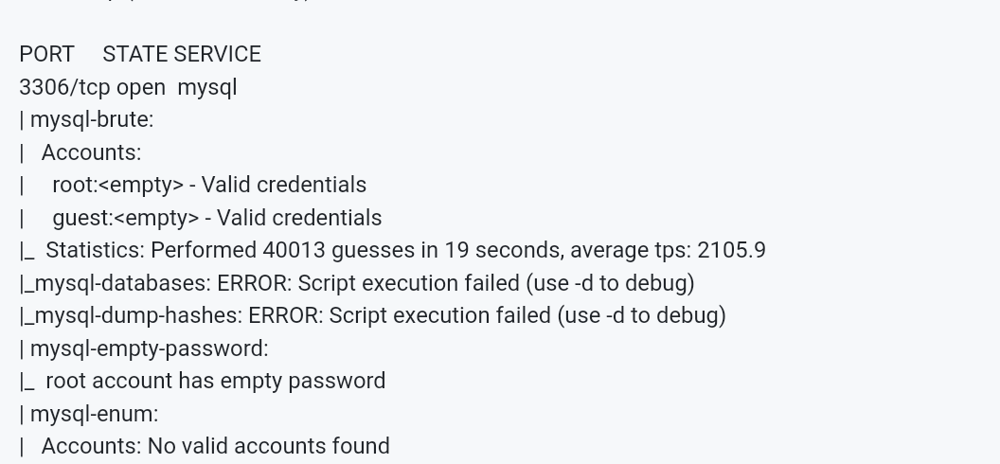 PORT STATE SERVICE
3306/tcp open mysql
| mysql-brute:
| Accounts:
| root:<empty> - Valid credentials
| guest:<empty> - Valid credentials
|_ Statistics: Performed 40013 guesses in 19 seconds, average tps: 2105.9
|_mysql-databases: ERROR: Script execution failed (use -d to debug)
|_mysql-dump-hashes: ERROR: Script execution failed (use -d to debug)
| mysql-empty-password:
|_ root account has empty password
| mysql-enum:
| Accounts: No valid accounts found